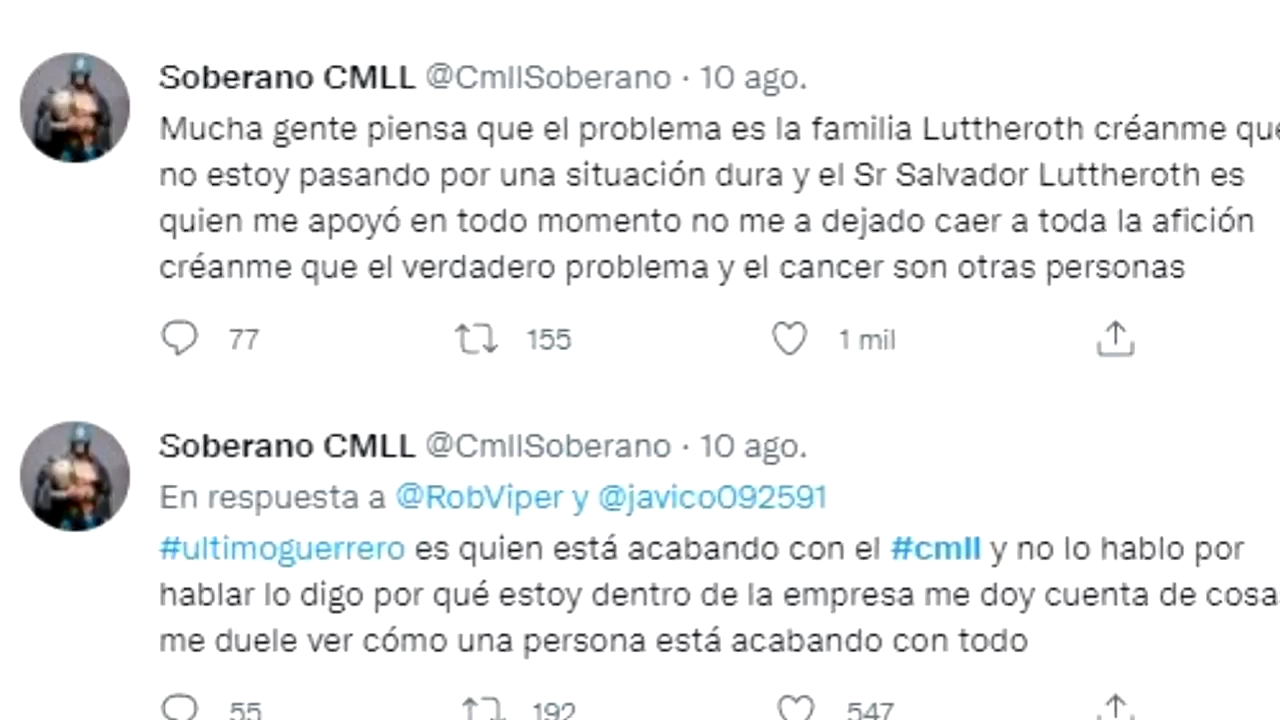 Soberano CMLL @CmllSoberano · 10 ago.
Mucha gente piensa que el problema es la familia Luttheroth créanme que
no estoy pasando por una situación dura y el Sr Salvador Luttheroth es
quien me apoyó en todo momento no me a dejado caer a toda la afición
créanme que el verdadero problema y el cancer son otras personas
77 155 1 mil
Soberano CMLL @CmllSoberano · 10 ago.
En respuesta a @RobViper y @javico092591
#ultimoguerrero es quien está acabando con el #cmll y no lo hablo por
hablar lo digo por qué estoy dentro de la empresa me doy cuenta de cosas
me duele ver cómo una persona está acabando con todo
55 192 547